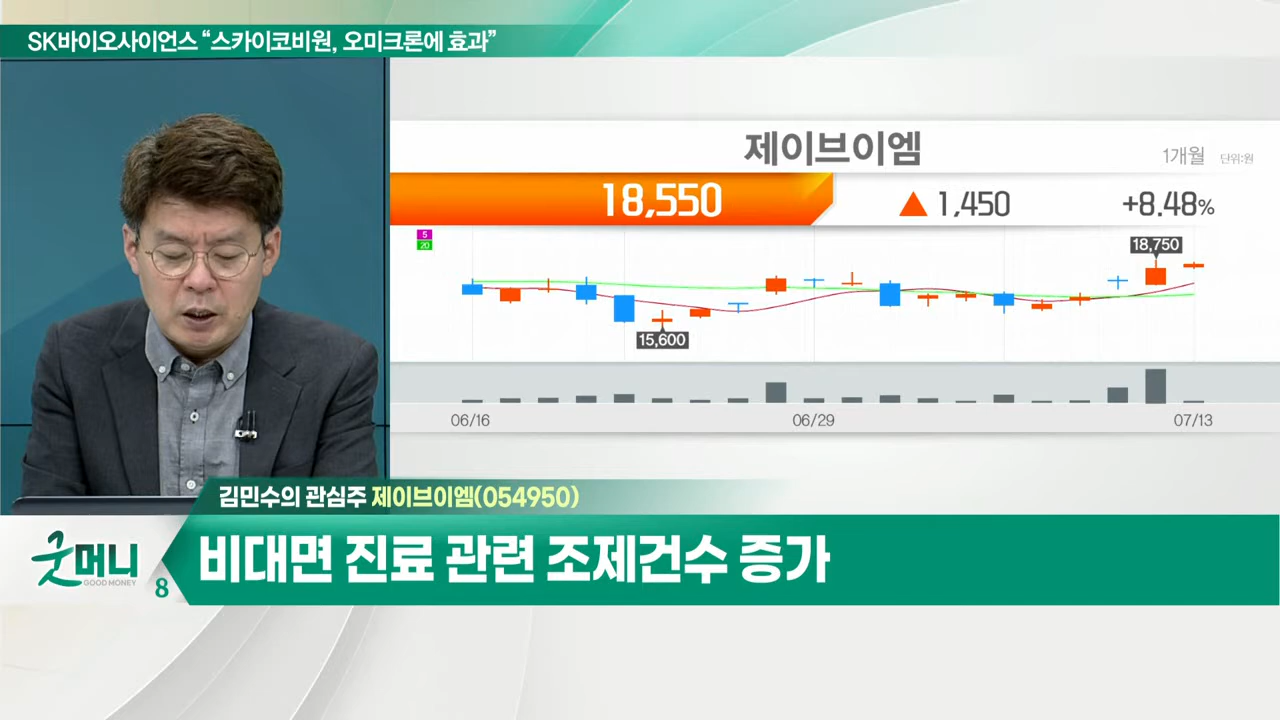 SK바이오사이언스 “스카이코비원, 오미크론에 효과”
제이브이엠
1개월 단위:원
18,550 ▲ 1,450 +8.48%
5
20
18,750
15,600
06/16 06/29 07/13
김민수의 관심주 제이브이엠(054950)
비대면 진료 관련 조제건수 증가
굿머니
GOOD MONEY
8